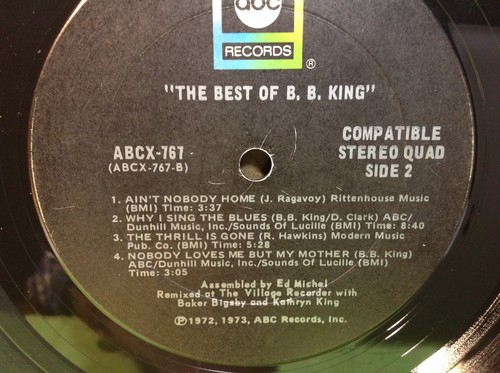 abc
RECORDS
®
"THE BEST OF B. B. KING"
COMPATIBLE
ABCX-767
STEREO QUAD
(ABCX-767-B)
SIDE 2
1. AIN'T NOBODY HOME (J. Ragavoy) Rittenhouse Music
(BMI) Time: 3:37
2. WHY I SING THE BLUES (B.B. King/D. Clark) ABC/
Dunhill Music, Inc./Sounds Of Lucille (BMI) Time: 8:40
3. THE THRILL IS GONE (R. Hawkins) Modern Music
Pub. Co. (BMI) Time: 5:28
4. NOBODY LOVES ME BUT MY MOTHER (B.B. King)
ABC/Dunhill Music, Inc./Sounds Of Lucille (BMI)
Time: 3:05
Assembled by Ed Michel
Remixed at The Village Recorder with
Baker Bigsby and Kathryn King
Ⓟ1972, 1973, ABC Records, Inc.